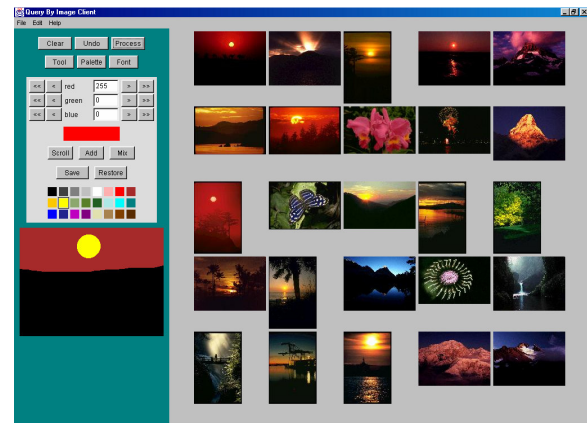 Query By Image Client
File Edit Help
Clear Undo Process
Tool Palette Font
<< < red 255 > >>
<< < green 0 > >>
<< < blue 0 > >>
Scroll Add Mix
Save Restore